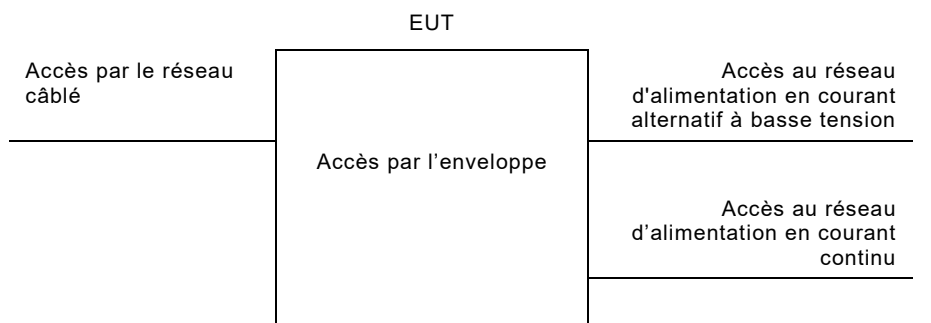 EUT
Accès par le réseau
câblé
Accès au réseau
d'alimentation en courant
alternatif à basse tension
Accès par l’enveloppe
Accès au réseau
d’alimentation en courant
continu